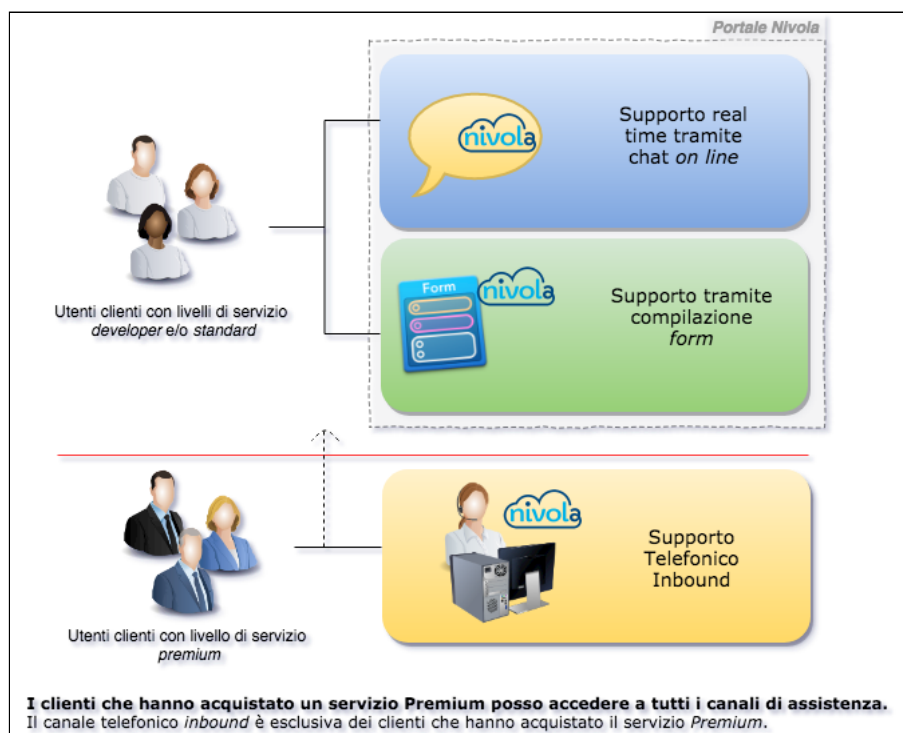 Portale Nivola
nivola
Supporto real
time tramite
chat on line
Utenti clienti con livelli di servizio
developer e/o standard
Form
nivola
Supporto tramite
compilazione
form
nivola
Supporto
Telefonico
Inbound
Utenti clienti con livello di servizio
premium
I clienti che hanno acquistato un servizio Premium posso accedere a tutti i canali di assistenza.
Il canale telefonico inbound è esclusiva dei clienti che hanno acquistato il servizio Premium.